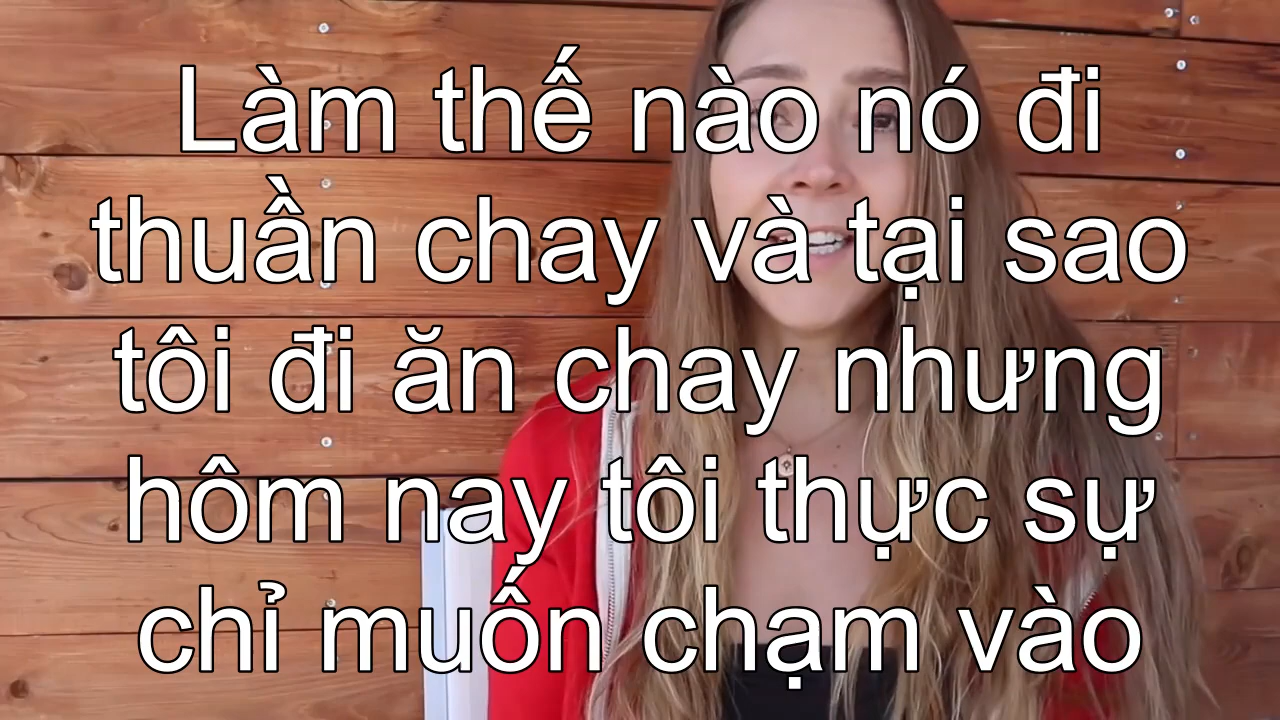 Làm thế nào nó đi
thuần chay và tại sao
tôi đi ăn chay nhưng
hôm nay tôi thực sự
chỉ muốn chạm vào